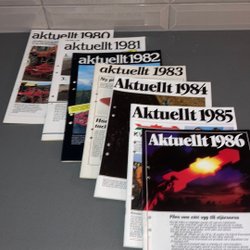 aktuellt 1980
aktuellt 1981
aktuellt 1982
aktuellt 1983
aktuellt 1984
Aktuellt 1985
Aktuellt 1986